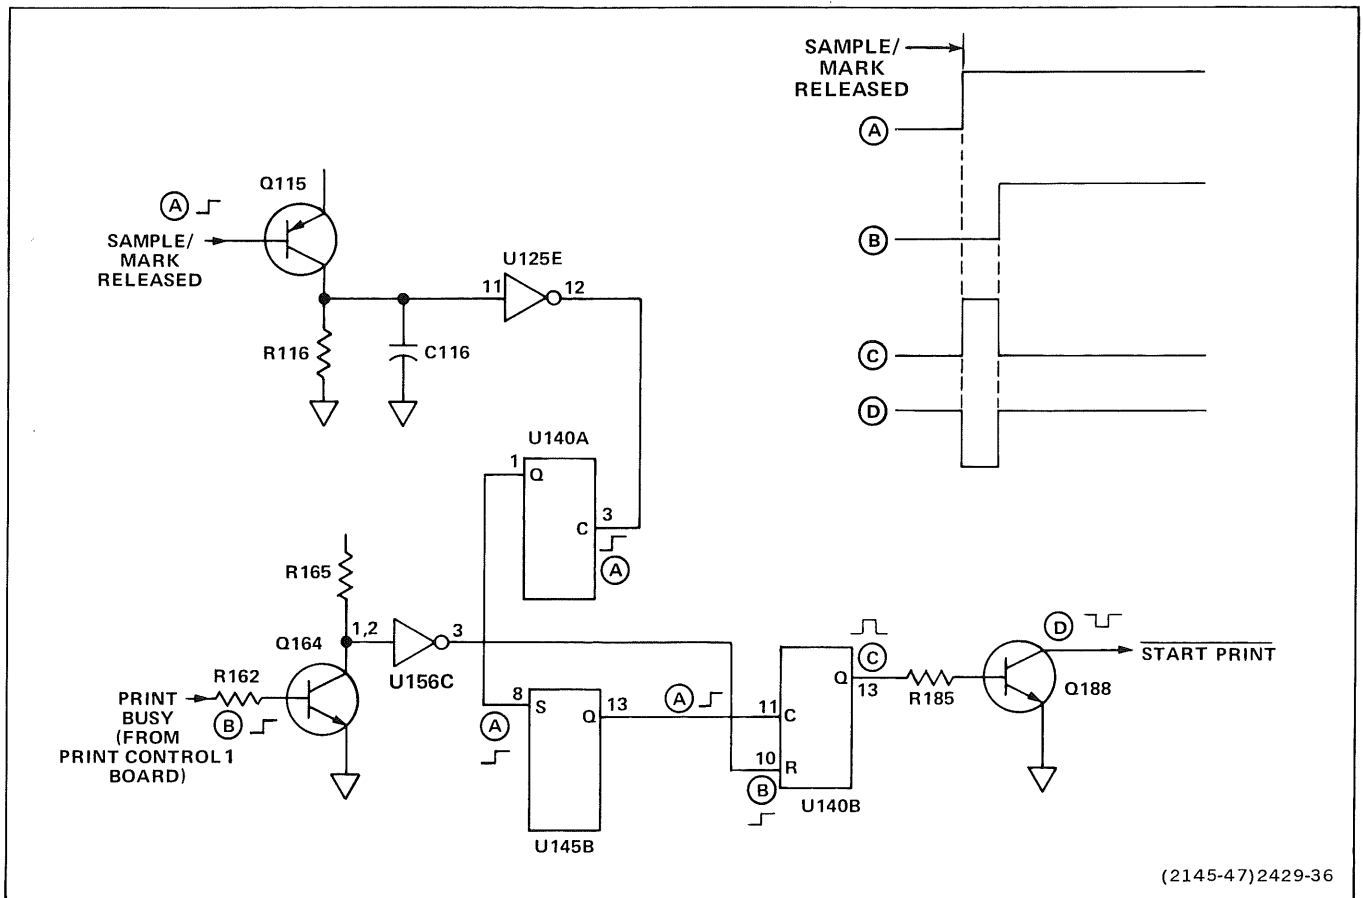 SAMPLE/
MARK
RELEASED
A
B
C
D
Q115
A
SAMPLE/
MARK
RELEASED
U125E
11
12
R116
C116
U140A
1
Q
C
3
A
R165
Q164
1,2
3
U156C
R162
PRINT
BUSY
(FROM
PRINT CONTROL 1
BOARD)
B
8
S
Q
13
A
U145B
A
11
C
10
R
B
Q
13
C
U140B
R185
D
START PRINT
Q188
(2145-47)2429-36